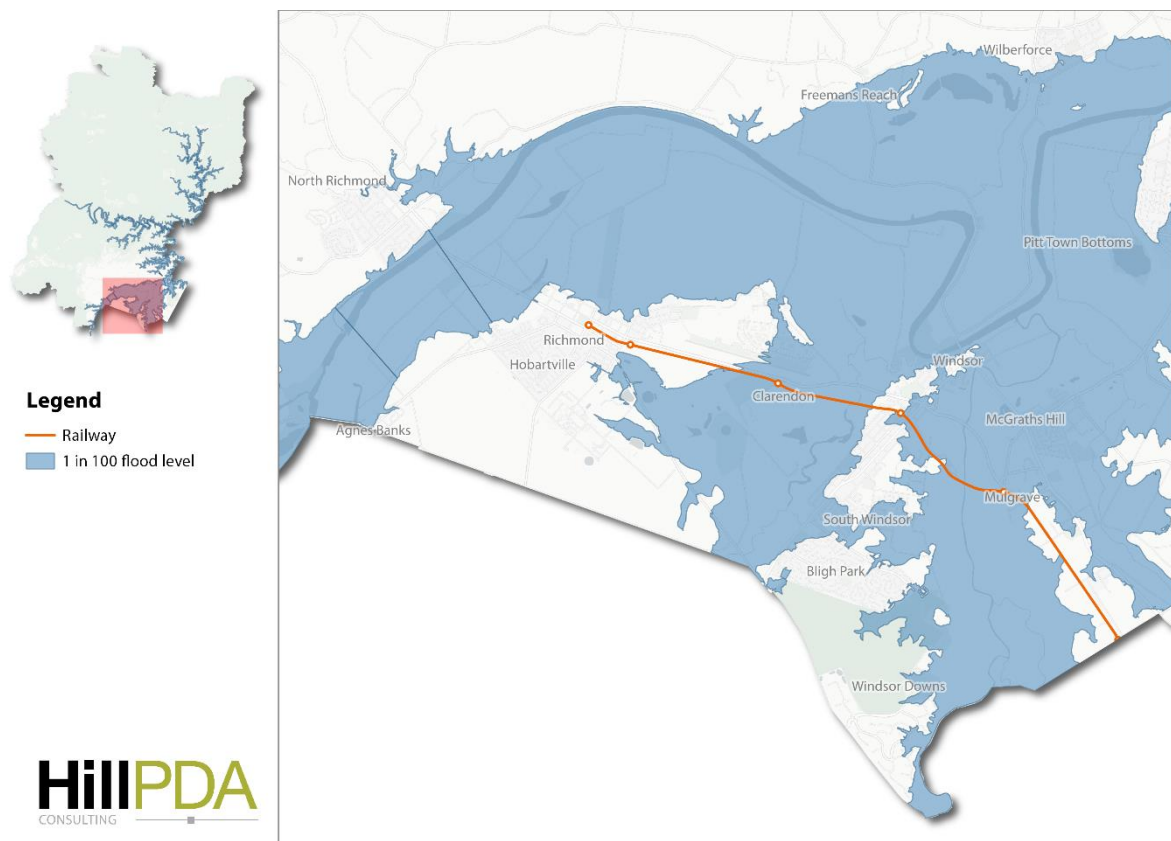 Legend
Railway
1 in 100 flood level
HillPDA
CONSULTING
Wilberforce
Freemans Reach
North Richmond
Pitt Town Bottoms
Richmond
Hobartville
Windsor
Clarendon
McGraths Hill
Agnes Banks
Mulgrave
South Windsor
Bligh Park
Windsor Downs